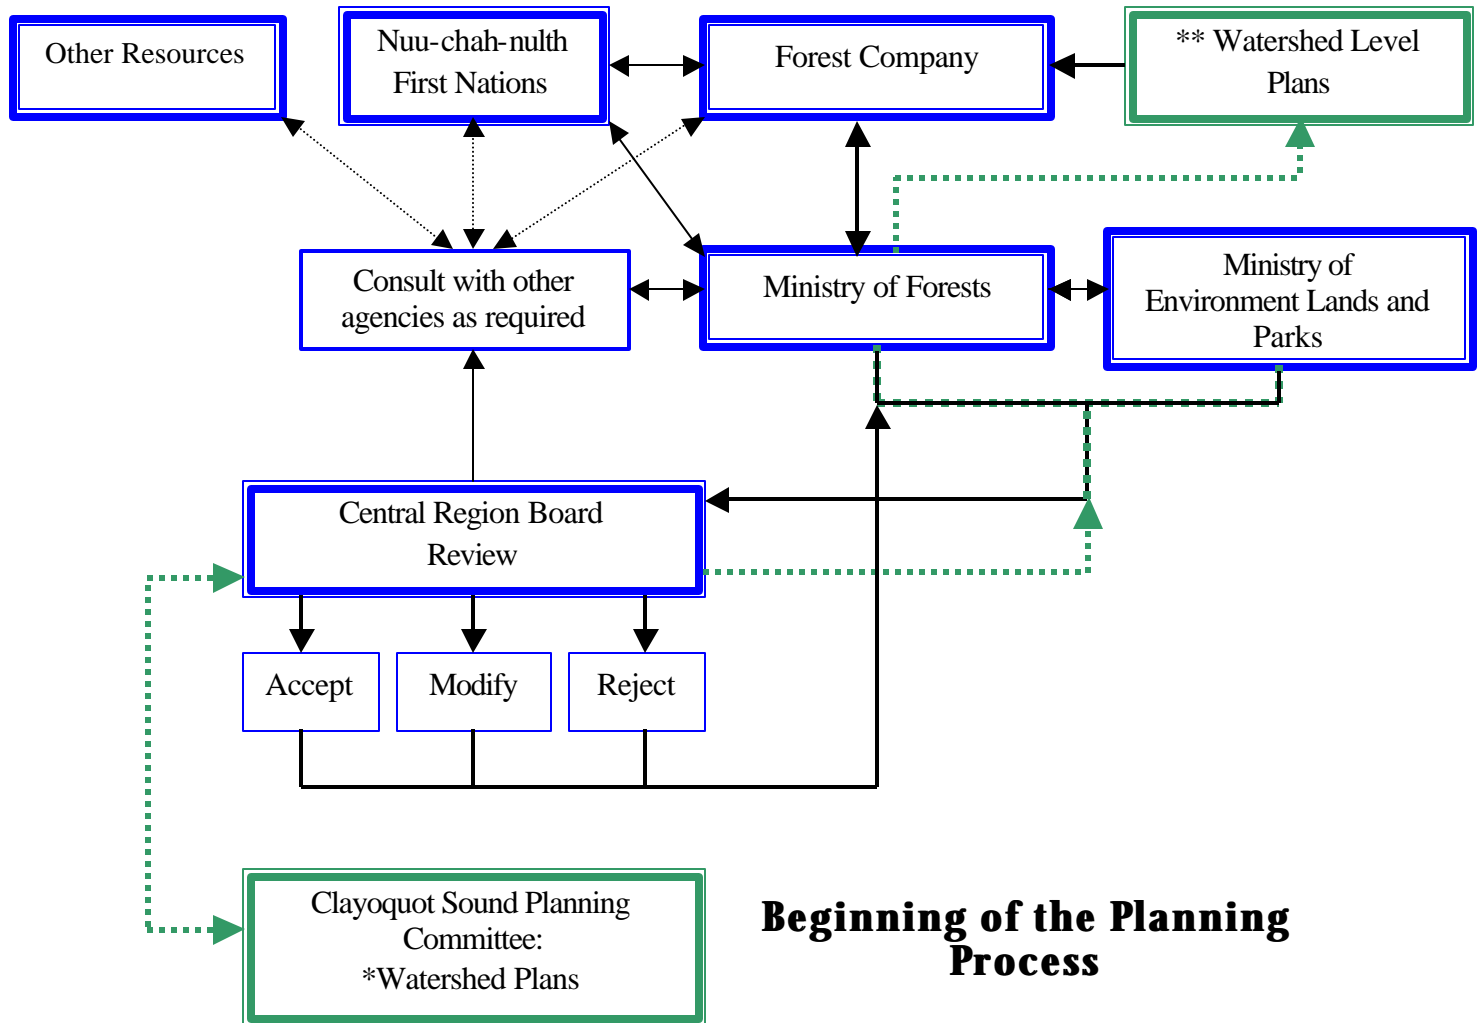 Other Resources
Nuu-chah-nulth
First Nations
Forest Company
** Watershed Level
Plans
Consult with other
agencies as required
Ministry of Forests
Ministry of
Environment Lands and
Parks
Central Region Board
Review
Accept
Modify
Reject
Clayoquot Sound Planning
Committee:
*Watershed Plans
Beginning of the Planning
Process